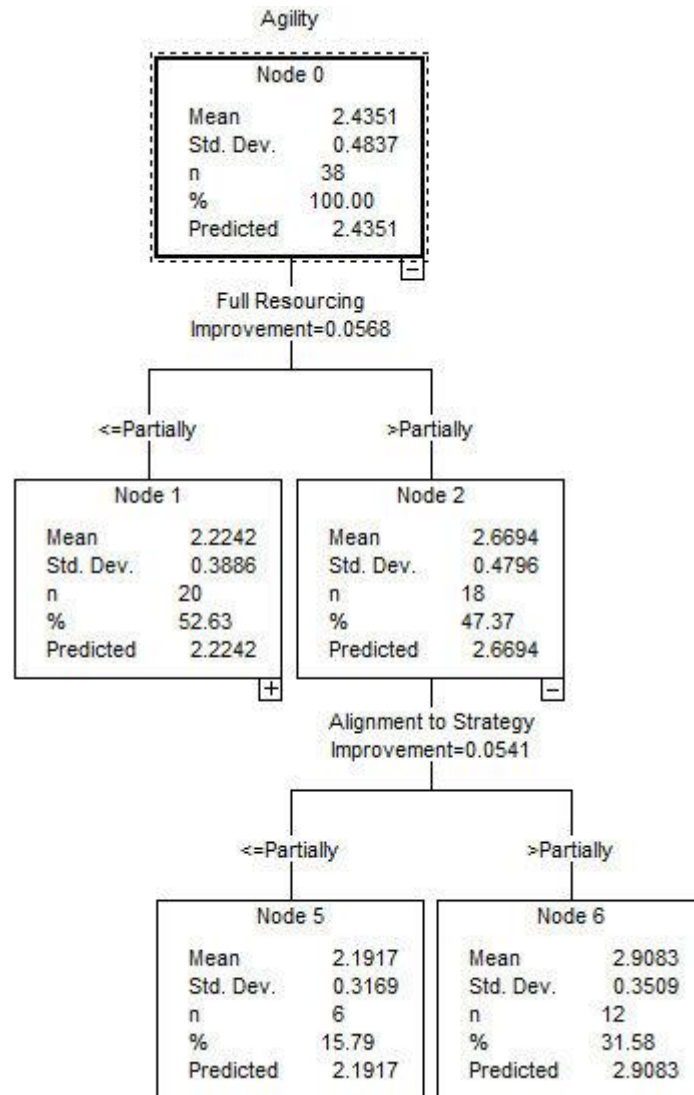 Agility
Node 0
Mean 2.4351
Std. Dev. 0.4837
n 38
% 100.00
Predicted 2.4351
Full Resourcing
Improvement=0.0568
<=Partially >Partially
Node 1
Mean 2.2242
Std. Dev. 0.3886
n 20
% 52.63
Predicted 2.2242
Node 2
Mean 2.6694
Std. Dev. 0.4796
n 18
% 47.37
Predicted 2.6694
Alignment to Strategy
Improvement=0.0541
<=Partially >Partially
Node 5
Mean 2.1917
Std. Dev. 0.3169
n 6
% 15.79
Predicted 2.1917
Node 6
Mean 2.9083
Std. Dev. 0.3509
n 12
% 31.58
Predicted 2.9083